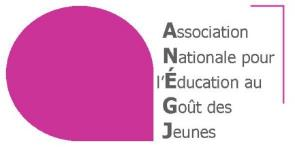 Association
Nationale pour
l'Éducation au
Goût des
Jeunes